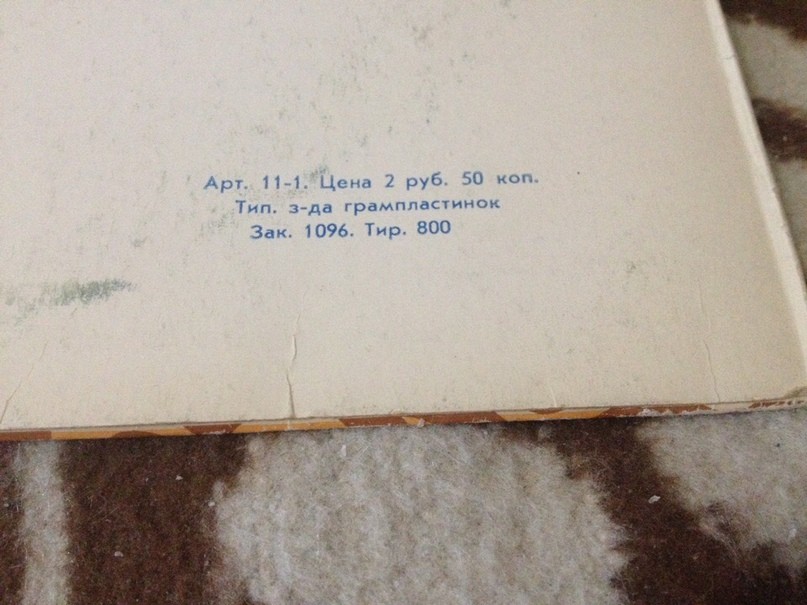 Арт. 11-1. Цена 2 руб. 50 коп.
Тип. з-да грампластинок
Зак. 1096. Тир. 800